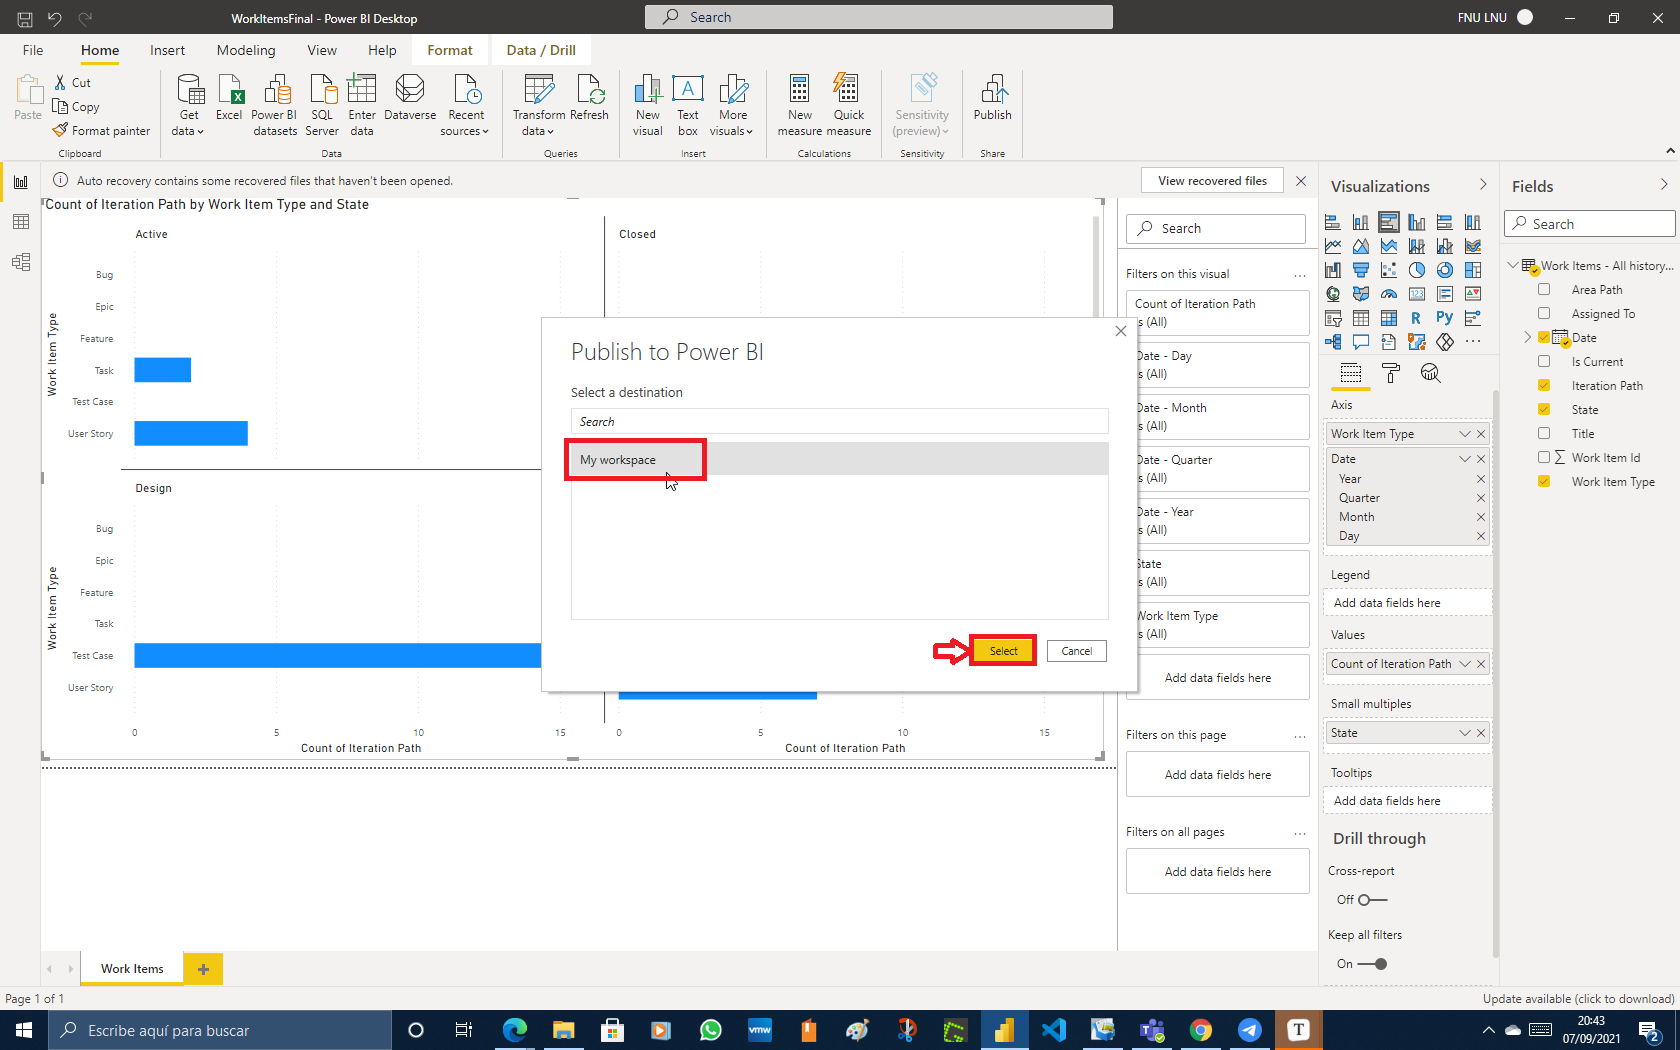 WorkItemsFinal - Power BI Desktop
Search
FNU LNU
File
Home
Insert
Modeling
View
Help
Format
Data / Drill
Paste
Cut
Copy
Format painter
Clipboard
Get
data
Excel
Power BI
datasets
SQL
Server
Enter
data
Dataverse
Recent
sources
Data
Transform
data
Refresh
Queries
New
visual
Text
box
More
visuals
Insert
New
measure
Quick
measure
Calculations
Sensitivity
(preview)
Sensitivity
Publish
Share
Auto recovery contains some recovered files that haven't been opened.
View recovered files
Count of Iteration Path by Work Item Type and State
Active
Closed
Work Item Type
Bug
Epic
Feature
Task
Test Case
User Story
Design
Work Item Type
Bug
Epic
Feature
Task
Test Case
User Story
0
5
10
15
Count of Iteration Path
0
5
10
15
Count of Iteration Path
Publish to Power BI
Select a destination
Search
My workspace
Select
Cancel
Search
Filters on this visual
Count of Iteration Path
s (All)
Date - Day
s (All)
Date - Month
s (All)
Date - Quarter
s (All)
Date - Year
s (All)
State
s (All)
Work Item Type
s (All)
Add data fields here
Filters on this page
Add data fields here
Filters on all pages
Add data fields here
Visualizations
123
R
Py
Axis
Work Item Type
Date
Year
Quarter
Month
Day
Legend
Add data fields here
Values
Count of Iteration Path
Small multiples
State
Tooltips
Add data fields here
Drill through
Cross-report
Off
Keep all filters
On
Fields
Search
Work Items - All history...
Area Path
Assigned To
Date
Is Current
Iteration Path
State
Title
Work Item Id
Work Item Type
Work Items
Page 1 of 1
Update available (click to download)
Escribe aquí para buscar
vmw
T
20:43
07/09/2021
2